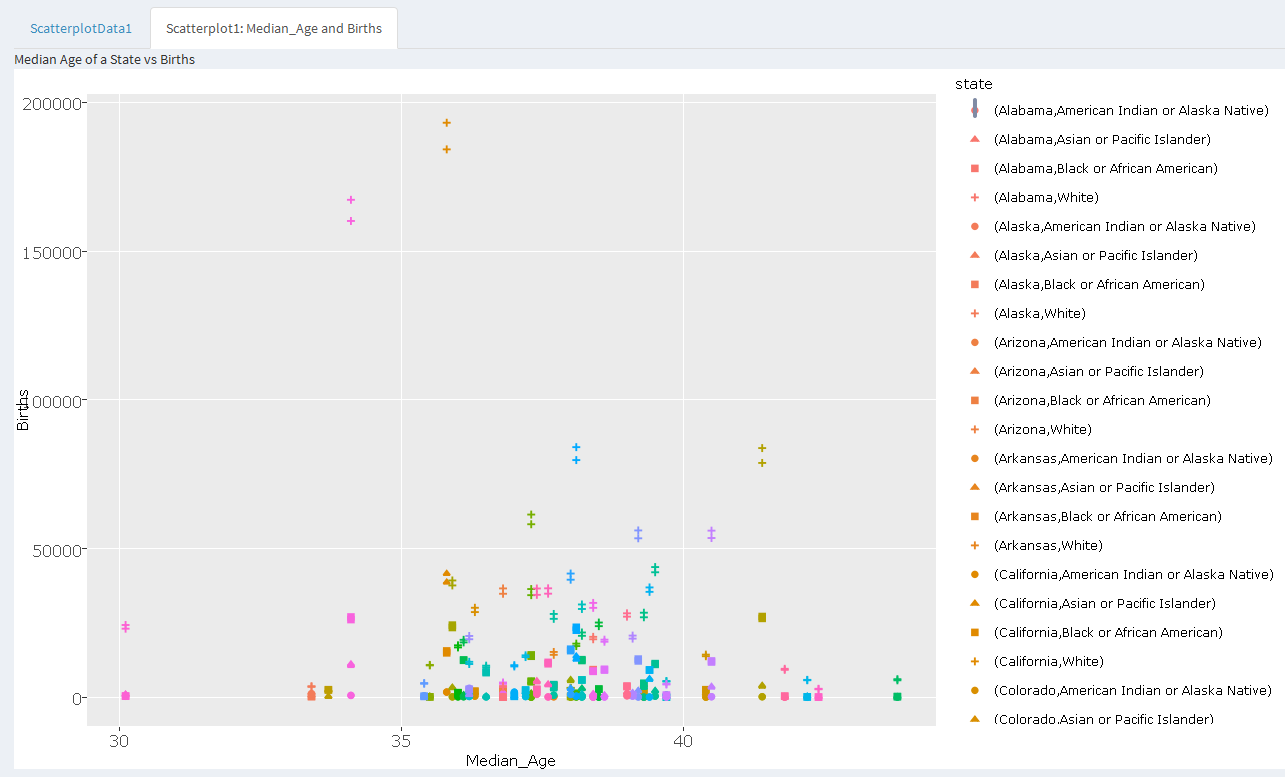 ScatterplotData1
Scatterplot1: Median_Age and Births
Median Age of a State vs Births
200000
150000
100000
50000
0
Births
30
35
40
Median_Age
state
(Alabama,American Indian or Alaska Native)
(Alabama,Asian or Pacific Islander)
(Alabama,Black or African American)
(Alabama,White)
(Alaska,American Indian or Alaska Native)
(Alaska,Asian or Pacific Islander)
(Alaska,Black or African American)
(Alaska,White)
(Arizona,American Indian or Alaska Native)
(Arizona,Asian or Pacific Islander)
(Arizona,Black or African American)
(Arizona,White)
(Arkansas,American Indian or Alaska Native)
(Arkansas,Asian or Pacific Islander)
(Arkansas,Black or African American)
(Arkansas,White)
(California,American Indian or Alaska Native)
(California,Asian or Pacific Islander)
(California,Black or African American)
(California,White)
(Colorado,American Indian or Alaska Native)
(Colorado,Asian or Pacific Islander)